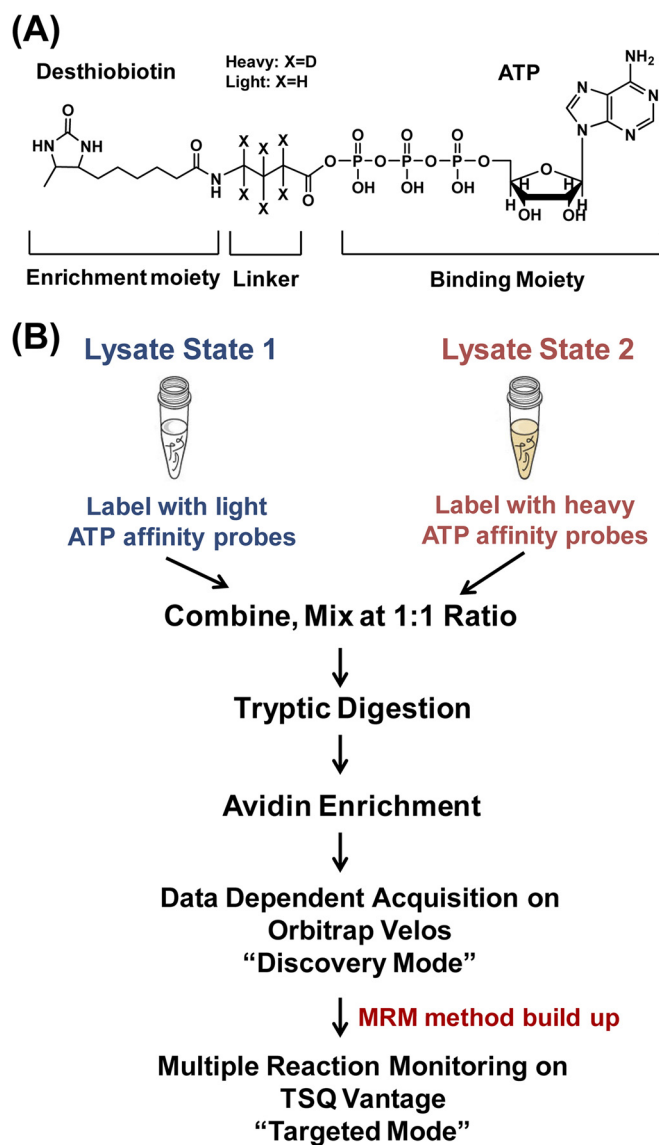 (A)
Desthiobiotin
Heavy: X=D
Light: X=H
ATP
NH2
N
N
N
N
O
HN
NH
O
N
H
X
X
X
X
X
X
O
O
O
P
OH
O
O
P
OH
O
O
P
OH
O
O
H
H
H
H
OH
OH
Enrichment moiety
Linker
Binding Moiety
(B)
Lysate State 1
Lysate State 2
Label with light
ATP affinity probes
Label with heavy
ATP affinity probes
Combine, Mix at 1:1 Ratio
Tryptic Digestion
Avidin Enrichment
Data Dependent Acquisition on
Orbitrap Velos
“Discovery Mode”
MRM method build up
Multiple Reaction Monitoring on
TSQ Vantage
“Targeted Mode”